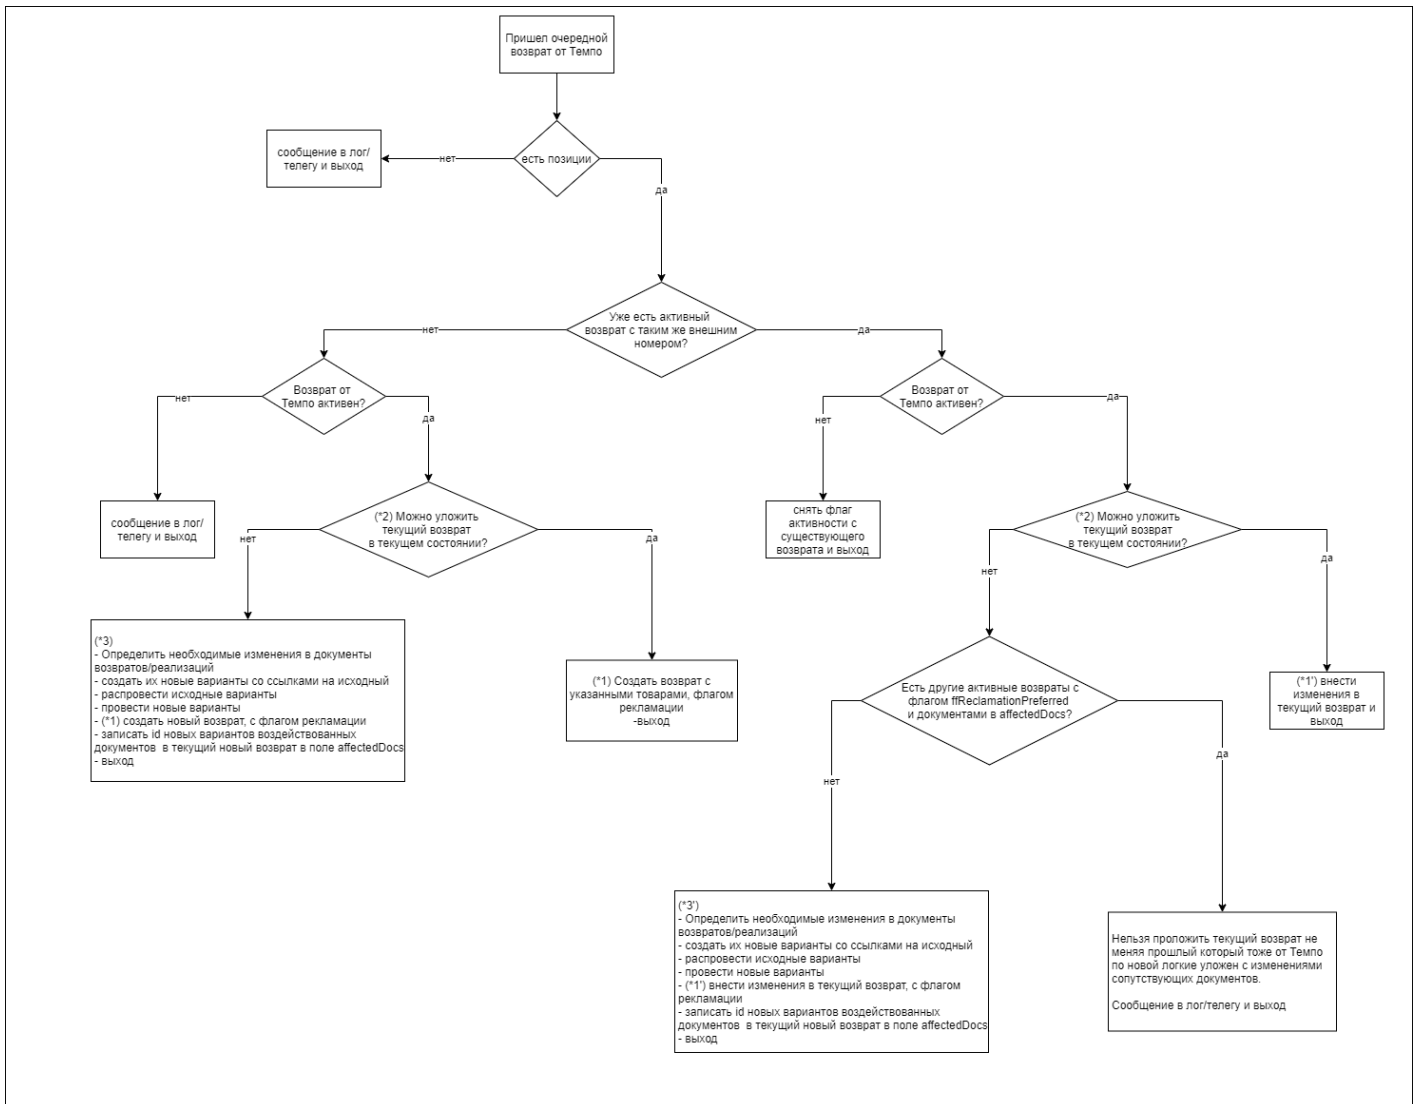 Пришел очередной
возврат от Темпо
есть позиции
нет
сообщение в лог/
телегу и выход
да
Уже есть активный
возврат с таким же внешним
номером?
нет
да
Возврат от
Темпо активен?
нет
да
Возврат от
Темпо активен?
нет
да
сообщение в лог/
телегу и выход
(*2) Можно уложить
текущий возврат
в текущем состоянии?
нет
да
снять флаг
активности с
существующего
возврата и выход
(*2) Можно уложить
текущий возврат
в текущем состоянии?
нет
да
(*3)
- Определить необходимые изменения в документы
возвратов/реализаций
- создать их новые варианты со ссылками на исходный
- распровести исходные варианты
- провести новые варианты
- (*1) создать новый возврат, с флагом рекламации
- записать id новых вариантов воздействованных
документов  в текущий новый возврат в поле affectedDocs
- выход
(*1) Создать возврат с
указанными товарами, флагом
рекламации
-выход
Есть другие активные возвраты с
флагом ffReclamationPreferred
и документами в affectedDocs?
нет
да
(*1') внести
изменения в
текущий возврат и
выход
(*3')
- Определить необходимые изменения в документы
возвратов/реализаций
- создать их новые варианты со ссылками на исходный
- распровести исходные варианты
- провести новые варианты
- (*1') внести изменения в текущий возврат, с флагом
рекламации
- записать id новых вариантов воздействованных
документов  в текущий новый возврат в поле affectedDocs
- выход
Нельзя проложить текущий возврат не
меняя прошлый который тоже от Темпо
по новой логкие уложен с изменениями
сопутствующих документов.
Сообщение в лог/телегу и выход